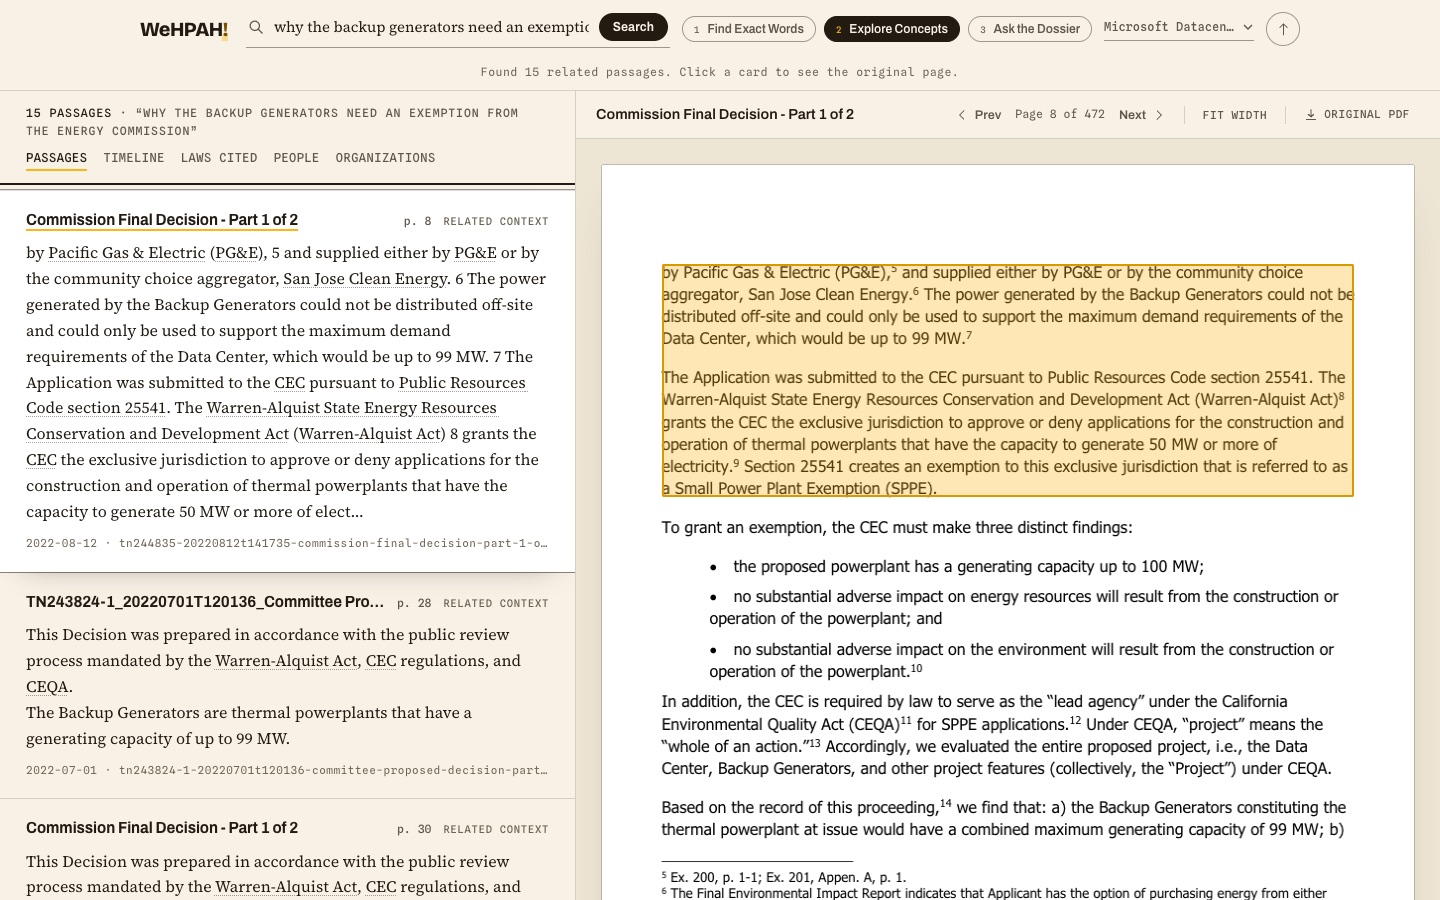 WeHPAH!
why the backup generators need an exemptio
Search
1 Find Exact Words
2 Explore Concepts
3 Ask the Dossier
Microsoft Datacen…
Found 15 related passages. Click a card to see the original page.
15 PASSAGES · “WHY THE BACKUP GENERATORS NEED AN EXEMPTION FROM
THE ENERGY COMMISSION”
PASSAGES TIMELINE LAWS CITED PEOPLE ORGANIZATIONS
Commission Final Decision - Part 1 of 2 p. 8 RELATED CONTEXT
by Pacific Gas & Electric (PG&E), 5 and supplied either by PG&E or by
the community choice aggregator, San Jose Clean Energy. 6 The power
generated by the Backup Generators could not be distributed off-site
and could only be used to support the maximum demand
requirements of the Data Center, which would be up to 99 MW. 7 The
Application was submitted to the CEC pursuant to Public Resources
Code section 25541. The Warren-Alquist State Energy Resources
Conservation and Development Act (Warren-Alquist Act) 8 grants the
CEC the exclusive jurisdiction to approve or deny applications for the
construction and operation of thermal powerplants that have the
capacity to generate 50 MW or more of elect…
2022-08-12 · tn244835-20220812t141735-commission-final-decision-part-1-o…
TN243824-1_20220701T120136_Committee Pro… p. 28 RELATED CONTEXT
This Decision was prepared in accordance with the public review
process mandated by the Warren-Alquist Act, CEC regulations, and
CEQA.
The Backup Generators are thermal powerplants that have a
generating capacity of up to 99 MW.
2022-07-01 · tn243824-1-20220701t120136-committee-proposed-decision-part…
Commission Final Decision - Part 1 of 2 p. 30 RELATED CONTEXT
This Decision was prepared in accordance with the public review
process mandated by the Warren-Alquist Act, CEC regulations, and
Commission Final Decision - Part 1 of 2
Prev Page 8 of 472 Next FIT WIDTH ORIGINAL PDF
by Pacific Gas & Electric (PG&E),5 and supplied either by PG&E or by the community choice
aggregator, San Jose Clean Energy.6 The power generated by the Backup Generators could not be
distributed off-site and could only be used to support the maximum demand requirements of the
Data Center, which would be up to 99 MW.7
The Application was submitted to the CEC pursuant to Public Resources Code section 25541. The
Warren-Alquist State Energy Resources Conservation and Development Act (Warren-Alquist Act)8
grants the CEC the exclusive jurisdiction to approve or deny applications for the construction and
operation of thermal powerplants that have the capacity to generate 50 MW or more of
electricity.9 Section 25541 creates an exemption to this exclusive jurisdiction that is referred to as
a Small Power Plant Exemption (SPPE).
To grant an exemption, the CEC must make three distinct findings:
• the proposed powerplant has a generating capacity up to 100 MW;
• no substantial adverse impact on energy resources will result from the construction or
operation of the powerplant; and
• no substantial adverse impact on the environment will result from the construction or
operation of the powerplant.10
In addition, the CEC is required by law to serve as the “lead agency” under the California
Environmental Quality Act (CEQA)11 for SPPE applications.12 Under CEQA, “project” means the
“whole of an action.”13 Accordingly, we evaluated the entire proposed project, i.e., the Data
Center, Backup Generators, and other project features (collectively, the “Project”) under CEQA.
Based on the record of this proceeding,14 we find that: a) the Backup Generators constituting the
thermal powerplant at issue would have a combined maximum generating capacity of 99 MW; b)
5 Ex. 200, p. 1-1; Ex. 201, Appen. A, p. 1.
6 The Final Environmental Impact Report indicates that Applicant has the option of purchasing energy from either